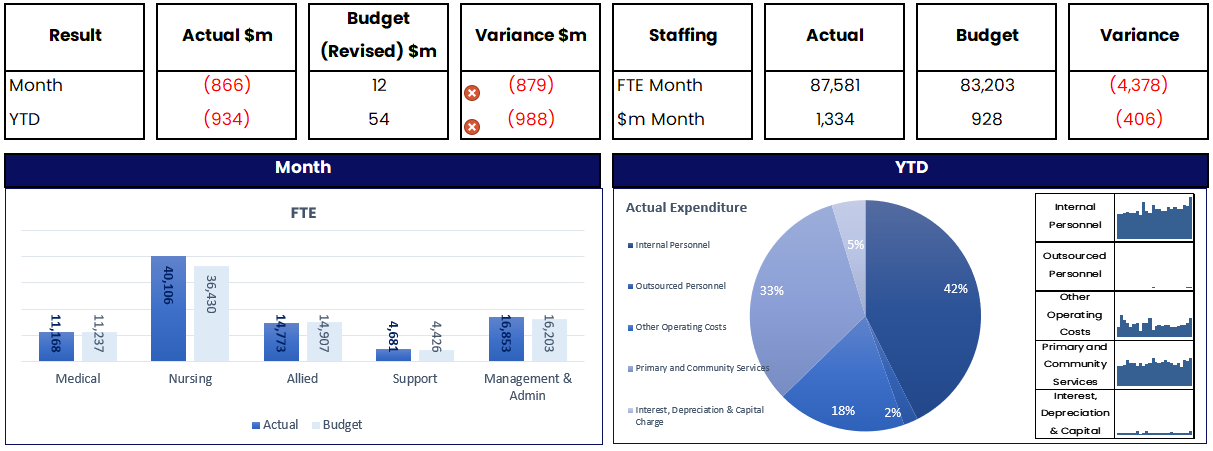 Result
Actual $m
Budget
(Revised) $m
Variance $m
Month
(866)
12
(879)
YTD
(934)
54
(988)
Staffing
Actual
Budget
Variance
FTE Month
87,581
83,203
(4,378)
$m Month
1,334
928
(406)
Month
FTE
11,168
11,237
40,106
36,430
14,773
14,907
4,681
4,426
16,853
16,203
Medical
Nursing
Allied
Support
Management &
Admin
Actual
Budget
YTD
Actual Expenditure
Internal Personnel
Outsourced Personnel
Other Operating Costs
Primary and Community Services
Interest, Depreciation & Capital
Charge
5%
42%
33%
18%
2%
Internal
Personnel
Outsourced
Personnel
Other
Operating
Costs
Primary and
Community
Services
Interest,
Depreciation
& Capital